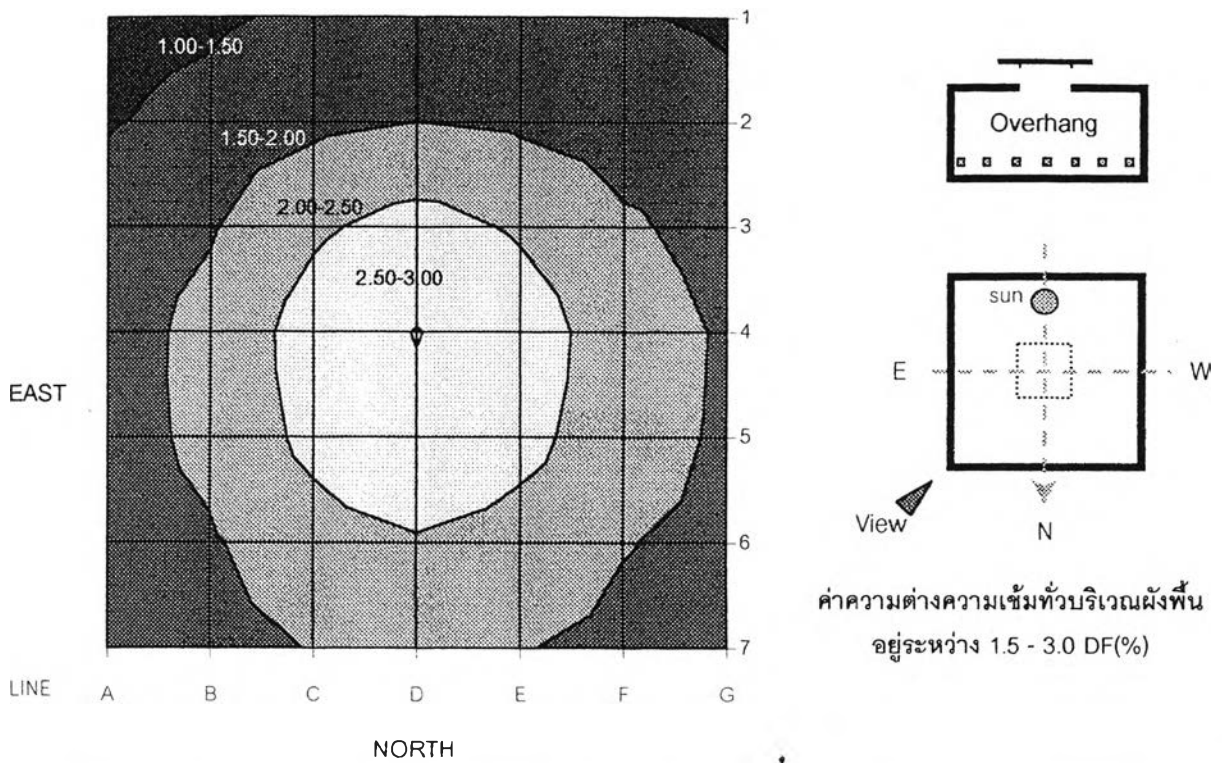 1.00-1.50
1.50-2.00
2.00-2.50
2.50-3.00
1
2
3
4
5
6
7
EAST
LINE A B C D E F G
NORTH
Overhang
sun
E W
View
N
ค่าความต่างความเข้มทั่วบริเวณผังพื้น
อยู่ระหว่าง 1.5 - 3.0 DF(%)